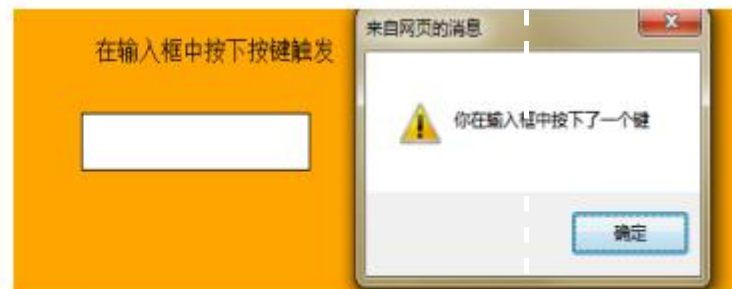 在输入框中按下按键触发
来自网页的消息
你在输入框中按下了一个键
确定